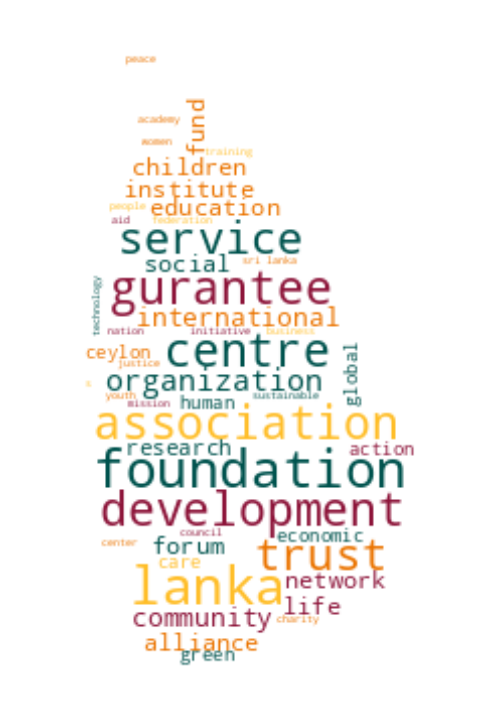 peace
fund
academy
women
training
children
institute
people education
aid federation
service
social sri lanka
technology
gurantee
international
nation initiative business
ceylon centre
justice
global
organization
youth sustainable
mission human
association
research action
foundation
development
council
center forum economic
trust
care
lanka network
life
community charity
alliance
green